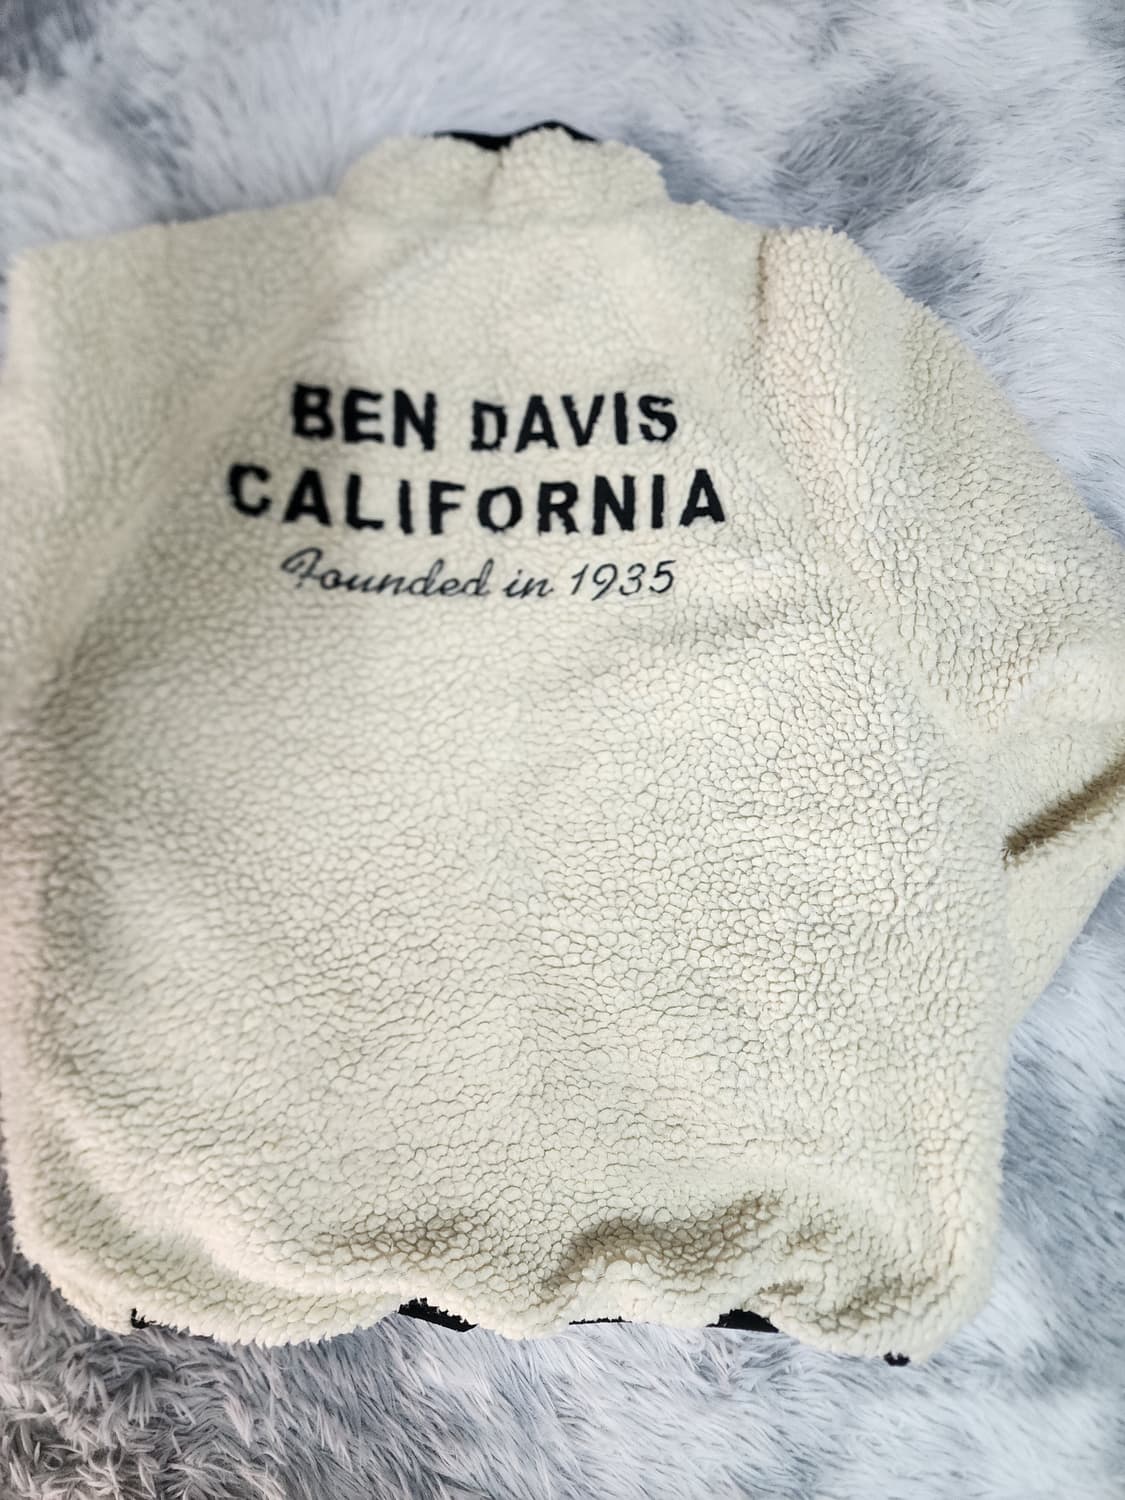 BEN DAVIS
CALIFORNIA
Founded in 1935